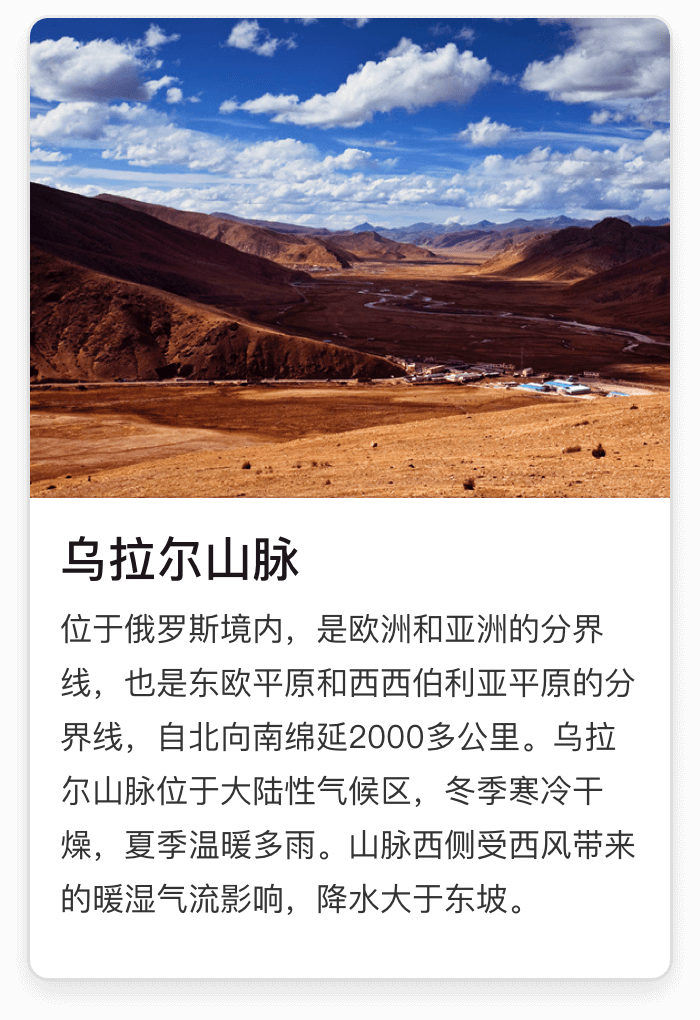 乌拉尔山脉
位于俄罗斯境内，是欧洲和亚洲的分界
线，也是东欧平原和西西伯利亚平原的分
界线，自北向南绵延2000多公里。乌拉
尔山脉位于大陆性气候区，冬季寒冷干
燥，夏季温暖多雨。山脉西侧受西风带来
的暖湿气流影响，降水大于东坡。